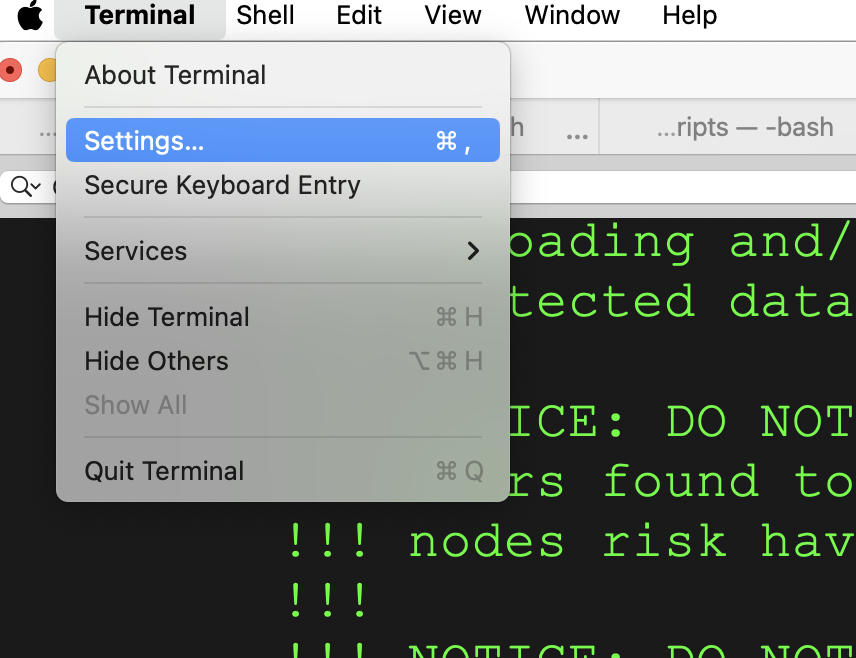 Terminal Shell Edit View Window Help
About Terminal
... h ... ...ripts — -bash
Settings... ⌘ ,
Secure Keyboard Entry
Services
oading and/
Hide Terminal ⌘ H
tected data
Hide Others ⌥ ⌘ H
Show All
ICE: DO NOT
Quit Terminal ⌘ Q
rs found to
!!! nodes risk hav
!!!
!!! NOTICE: DO NOT